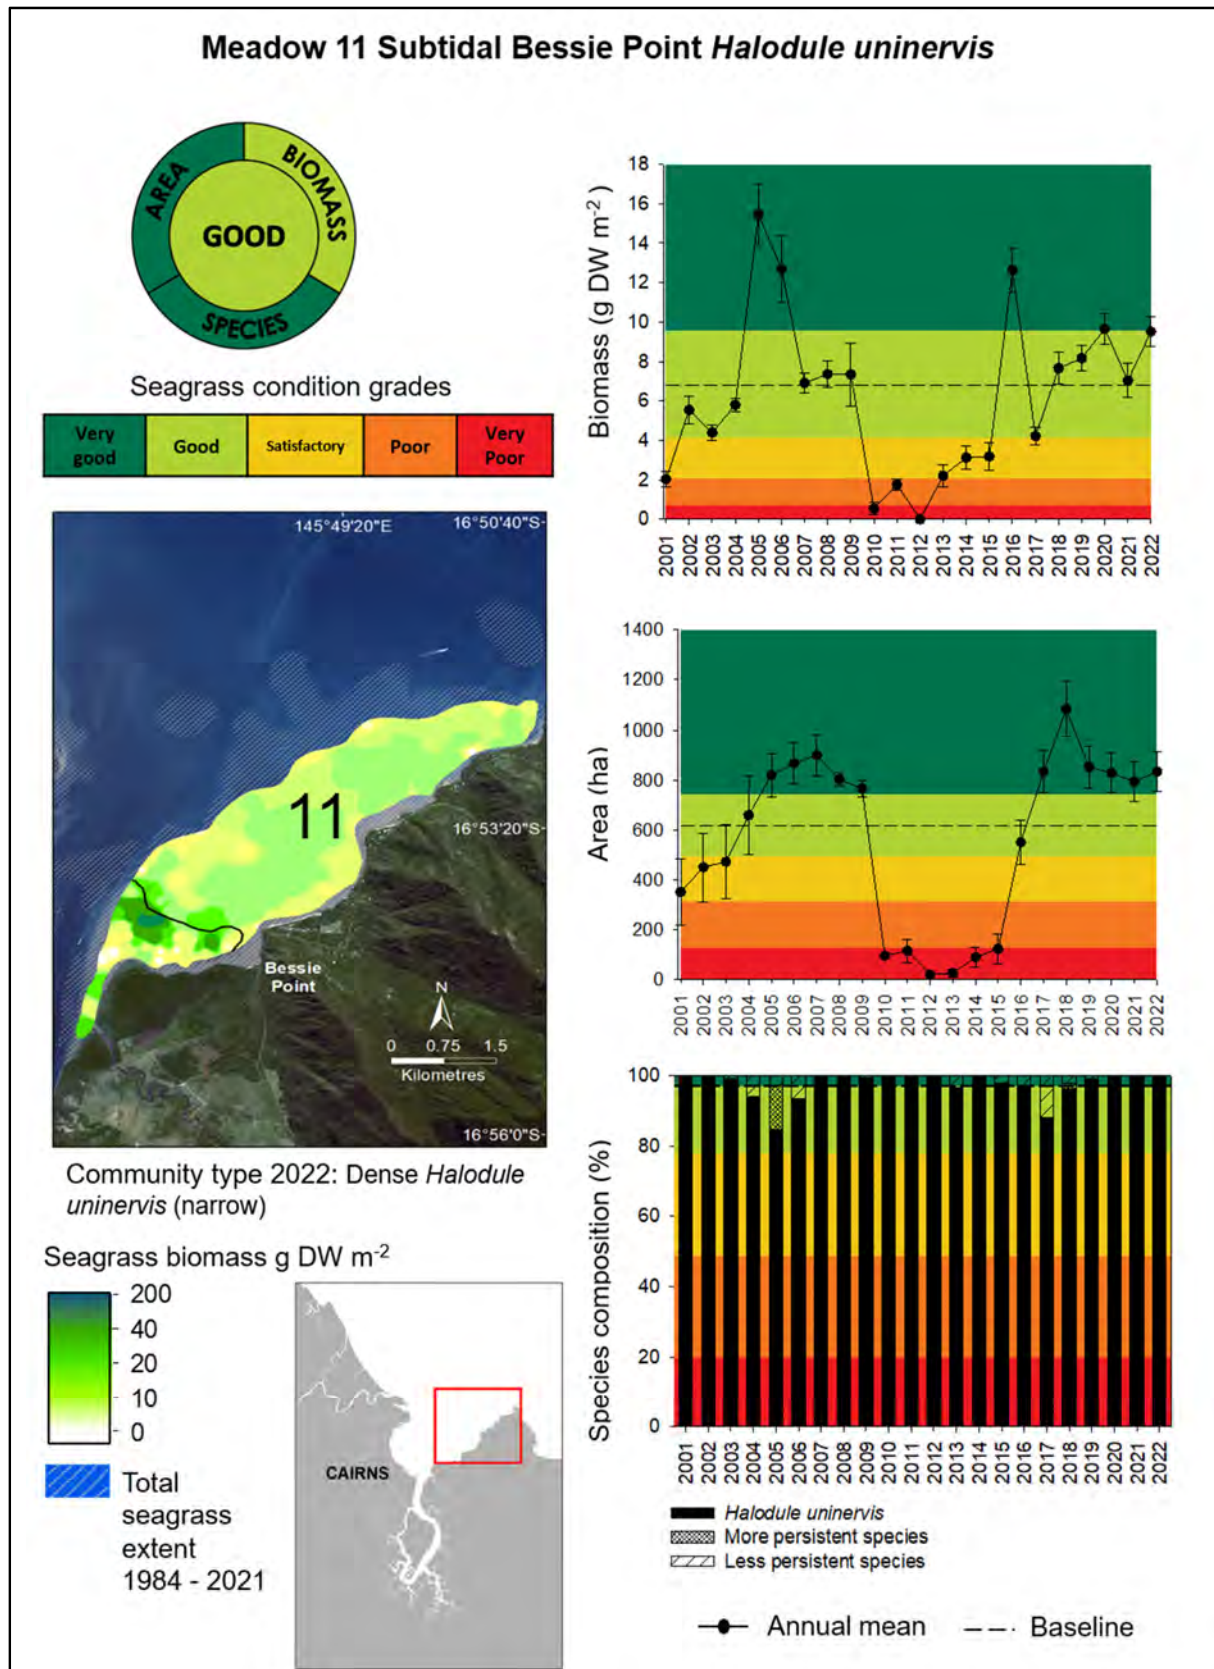 Meadow 11 Subtidal Bessie Point Halodule uninervis
AREA
BIOMASS
SPECIES
GOOD
Seagrass condition grades
Very good
Good
Satisfactory
Poor
Very Poor
145°49'20"E
16°50'40"S
11
16°53'20"S
Bessie
Point
N
0 0.75 1.5
Kilometres
16°56'0"S
Community type 2022: Dense Halodule
uninervis (narrow)
Seagrass biomass g DW m-2
200
40
20
10
0
Total
seagrass
extent
1984 - 2021
CAIRNS
Biomass (g DW m-2)
18
16
14
12
10
8
6
4
2
0
2001 2002 2003 2004 2005 2006 2007 2008 2009 2010 2011 2012 2013 2014 2015 2016 2017 2018 2019 2020 2021 2022
Area (ha)
1400
1200
1000
800
600
400
200
0
2001 2002 2003 2004 2005 2006 2007 2008 2009 2010 2011 2012 2013 2014 2015 2016 2017 2018 2019 2020 2021 2022
Species composition (%)
100
80
60
40
20
0
2001 2002 2003 2004 2005 2006 2007 2008 2009 2010 2011 2012 2013 2014 2015 2016 2017 2018 2019 2020 2021 2022
Halodule uninervis
More persistent species
Less persistent species
Annual mean
Baseline